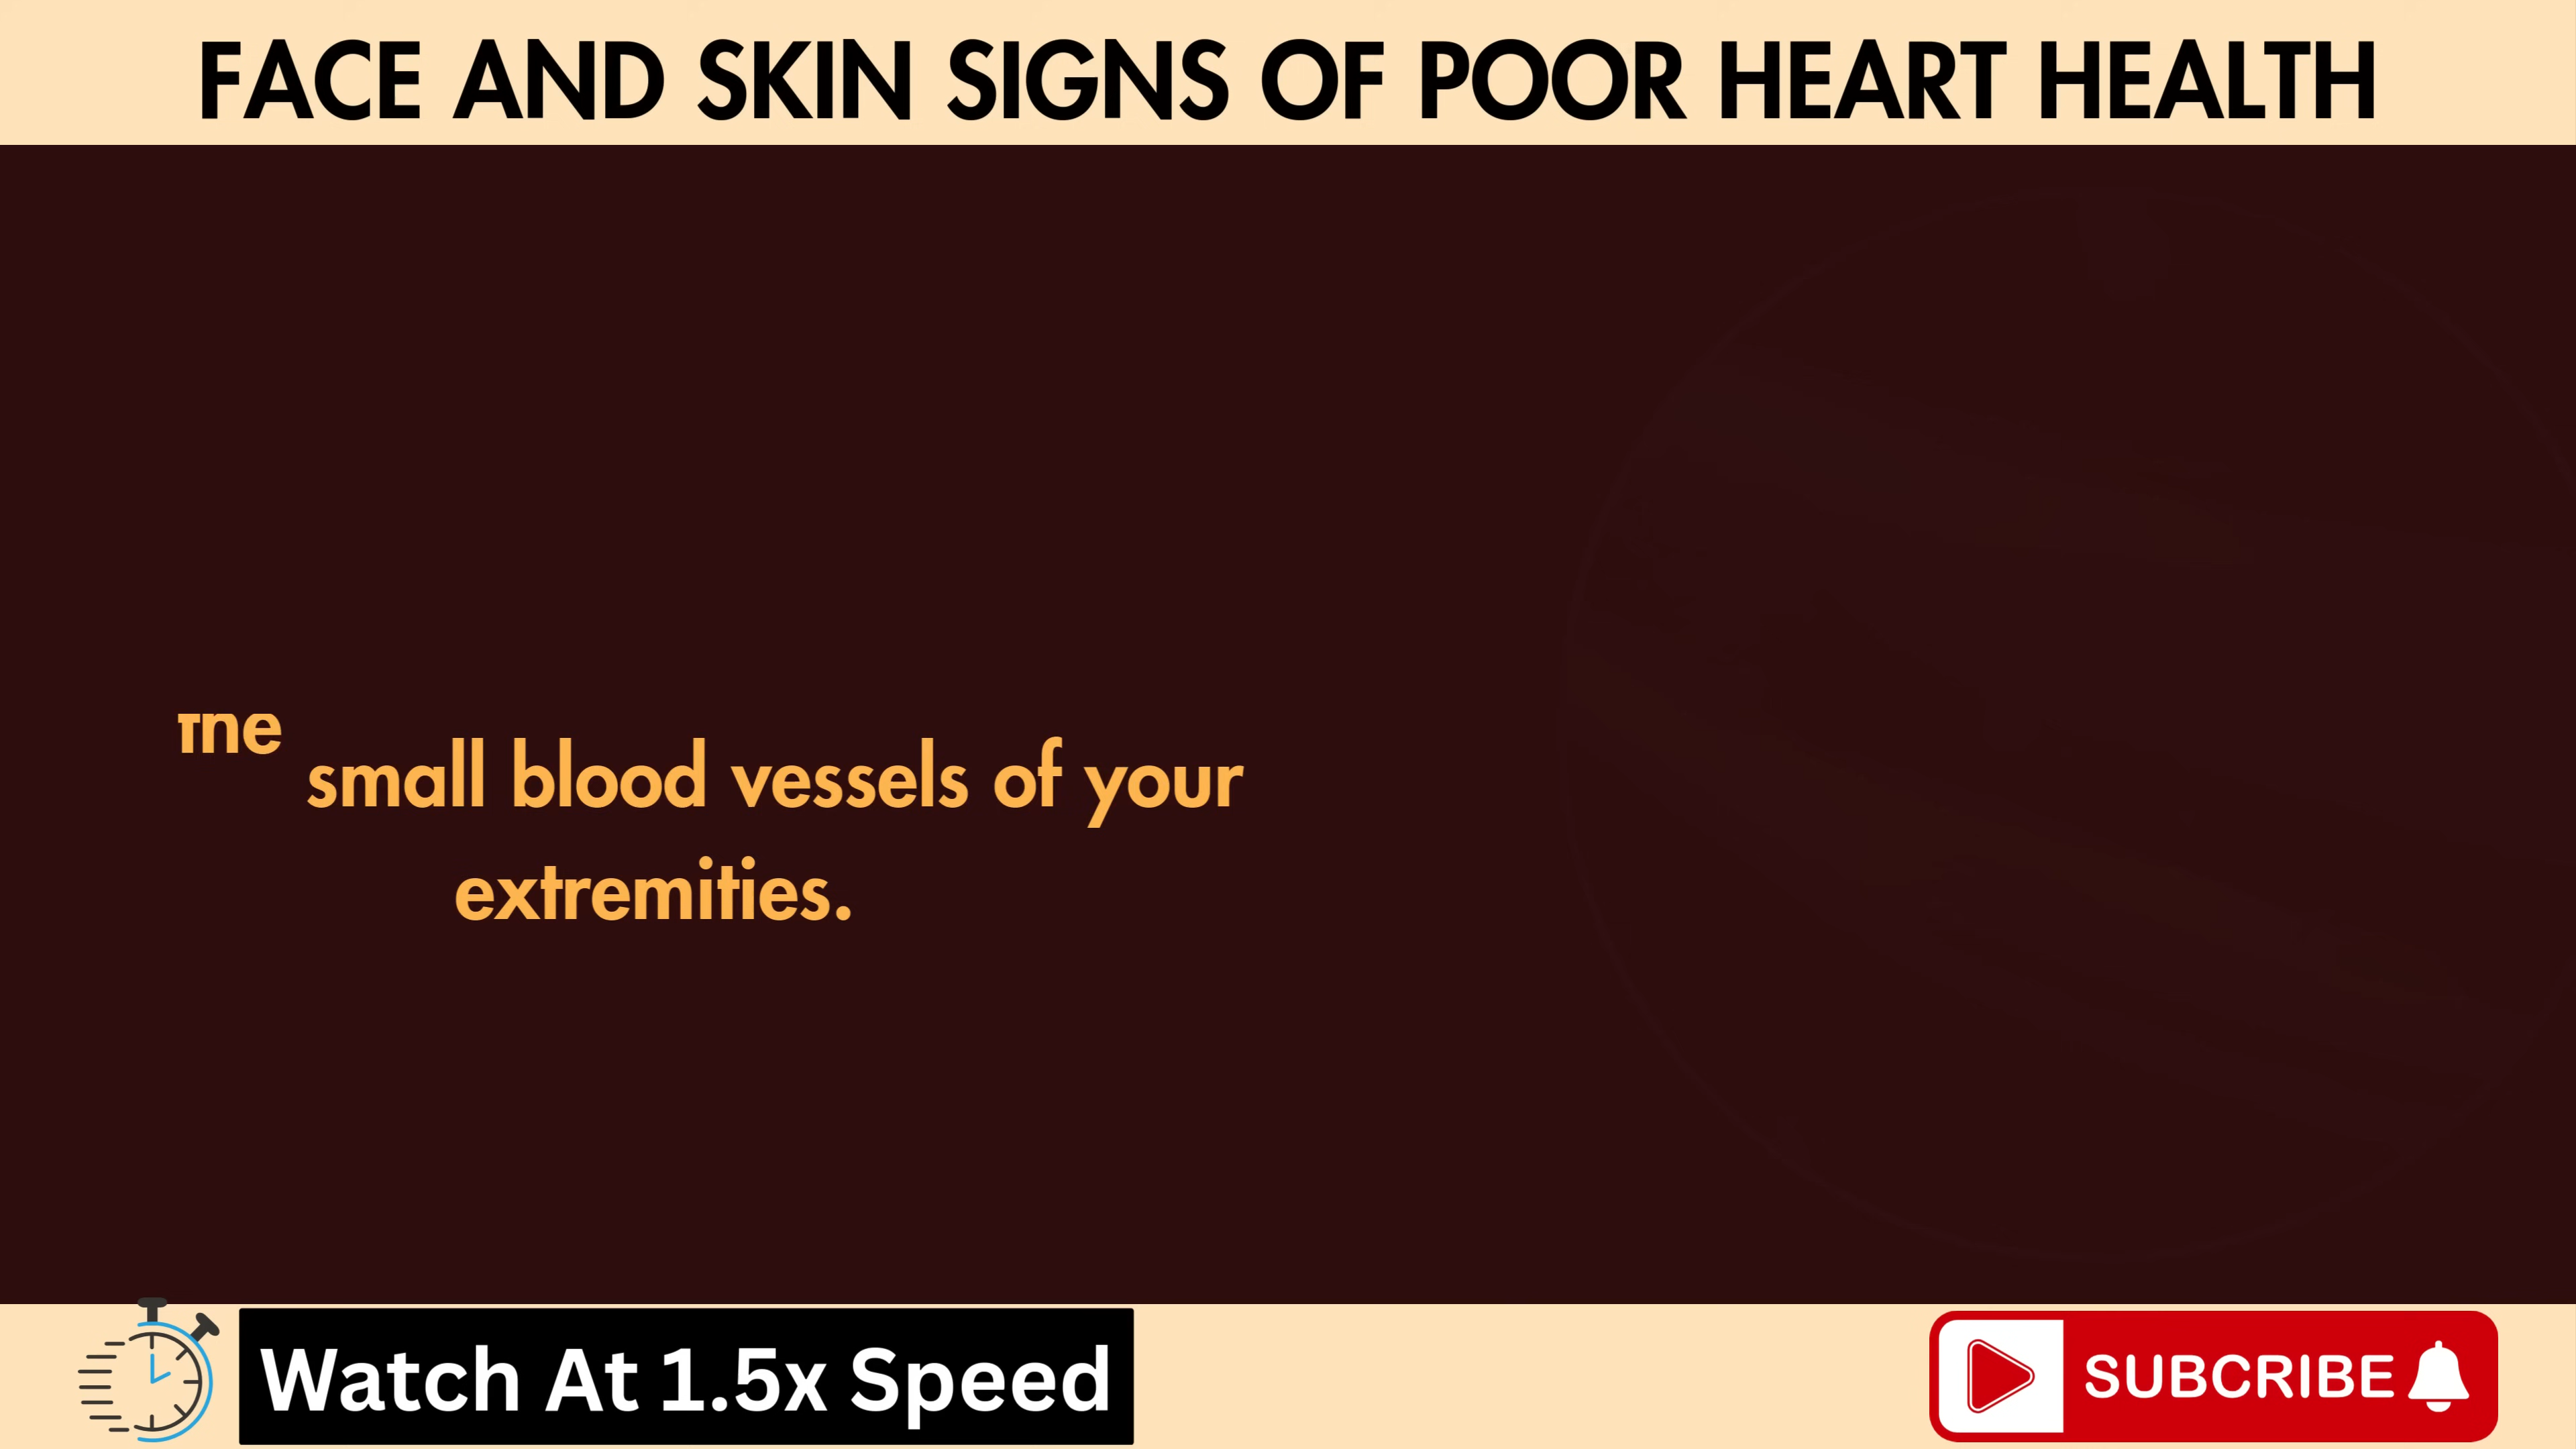 FACE AND SKIN SIGNS OF POOR HEART HEALTH
the small blood vessels of your
extremities.
Watch At 1.5x Speed
SUBCRIBE